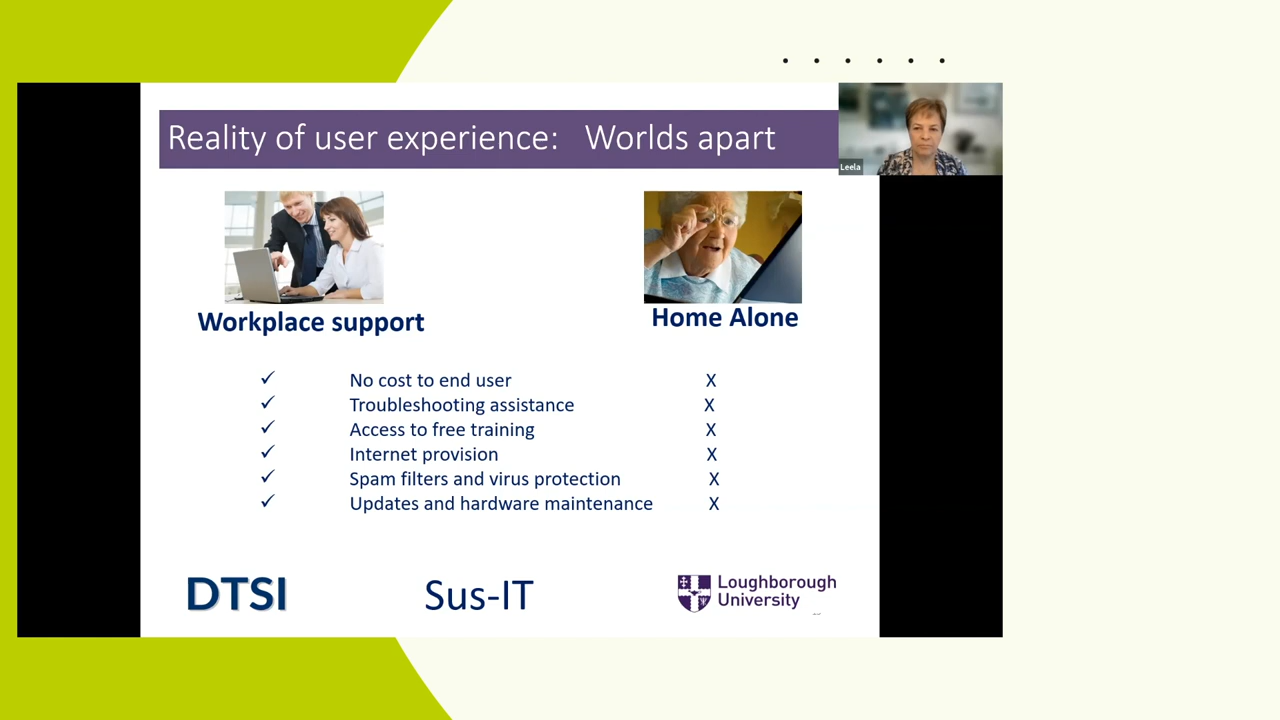 Reality of user experience: Worlds apart
Leela
Workplace support
Home Alone
✓ No cost to end user X
✓ Troubleshooting assistance X
✓ Access to free training X
✓ Internet provision X
✓ Spam filters and virus protection X
✓ Updates and hardware maintenance X
DTSI
Sus-IT
Loughborough
University